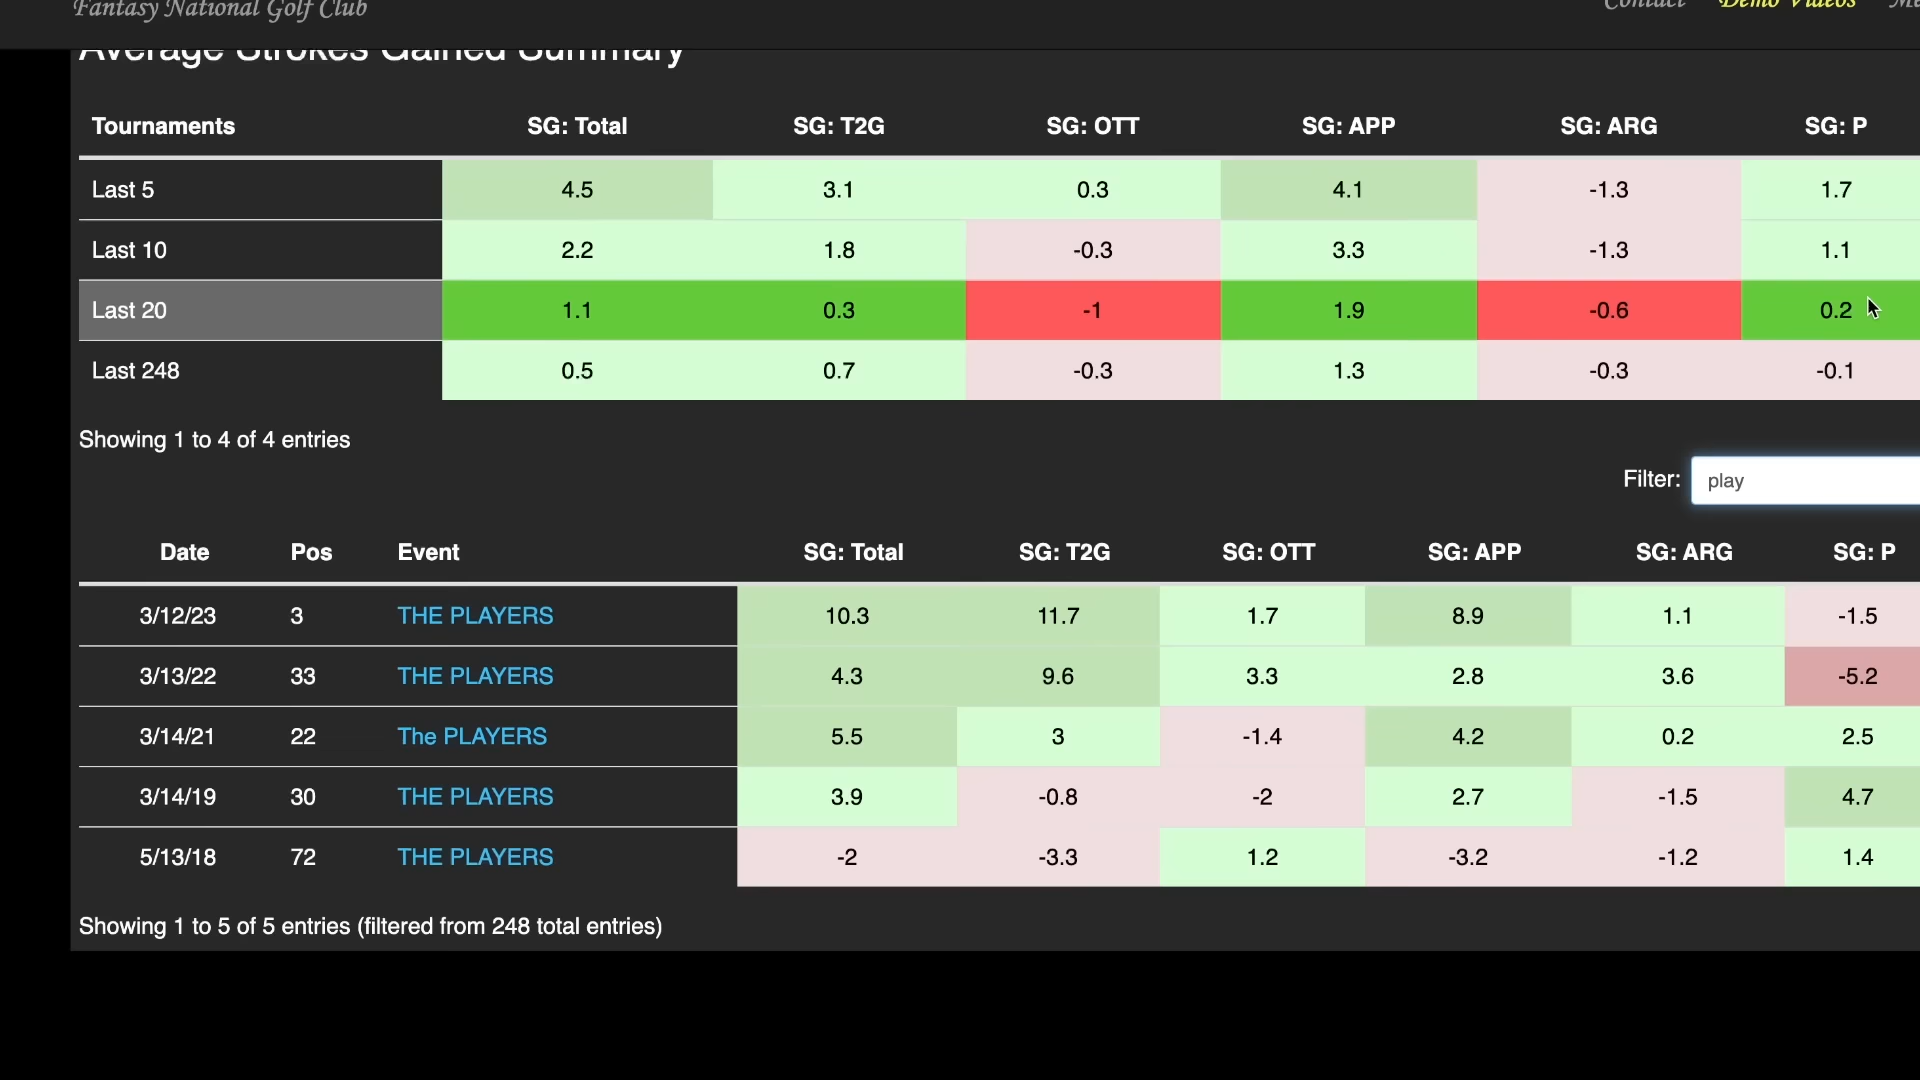 Fantasy National Golf Club Contact Demo Videos
Average Strokes Gained Summary
Tournaments SG: Total SG: T2G SG: OTT SG: APP SG: ARG SG: P
Last 5 4.5 3.1 0.3 4.1 -1.3 1.7
Last 10 2.2 1.8 -0.3 3.3 -1.3 1.1
Last 20 1.1 0.3 -1 1.9 -0.6 0.2
Last 248 0.5 0.7 -0.3 1.3 -0.3 -0.1
Showing 1 to 4 of 4 entries
Filter: play
Date Pos Event SG: Total SG: T2G SG: OTT SG: APP SG: ARG SG: P
3/12/23 3 THE PLAYERS 10.3 11.7 1.7 8.9 1.1 -1.5
3/13/22 33 THE PLAYERS 4.3 9.6 3.3 2.8 3.6 -5.2
3/14/21 22 The PLAYERS 5.5 3 -1.4 4.2 0.2 2.5
3/14/19 30 THE PLAYERS 3.9 -0.8 -2 2.7 -1.5 4.7
5/13/18 72 THE PLAYERS -2 -3.3 1.2 -3.2 -1.2 1.4
Showing 1 to 5 of 5 entries (filtered from 248 total entries)